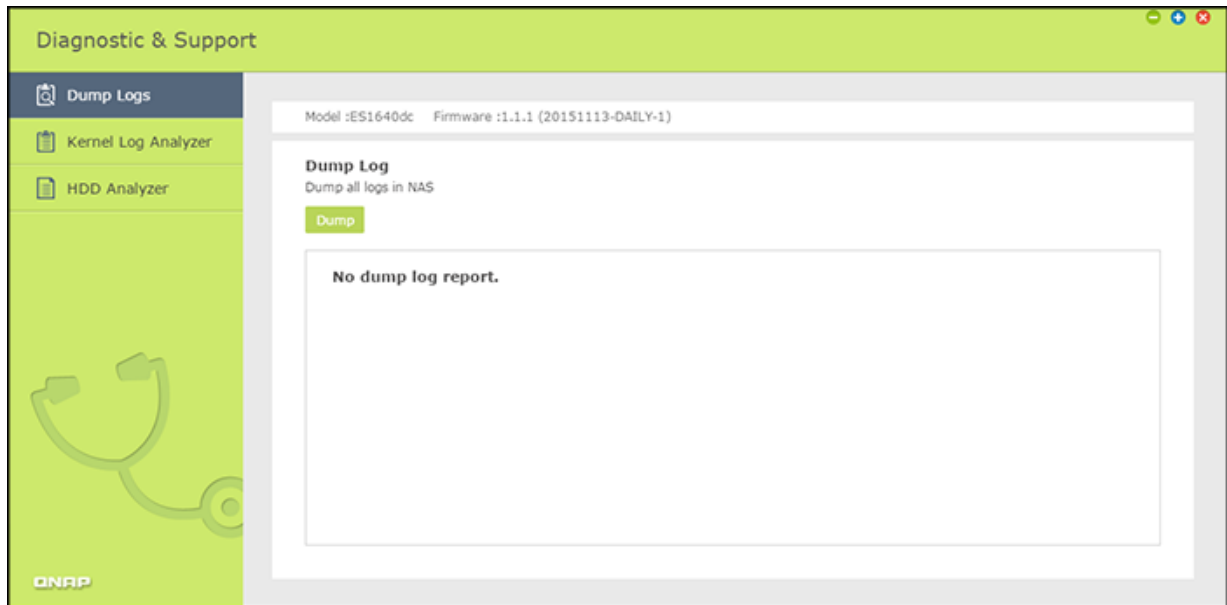 Diagnostic & Support
Dump Logs
Kernel Log Analyzer
HDD Analyzer
Model :ES1640dc Firmware :1.1.1 (20151113-DAILY-1)
Dump Log
Dump all logs in NAS
Dump
No dump log report.
QNAP